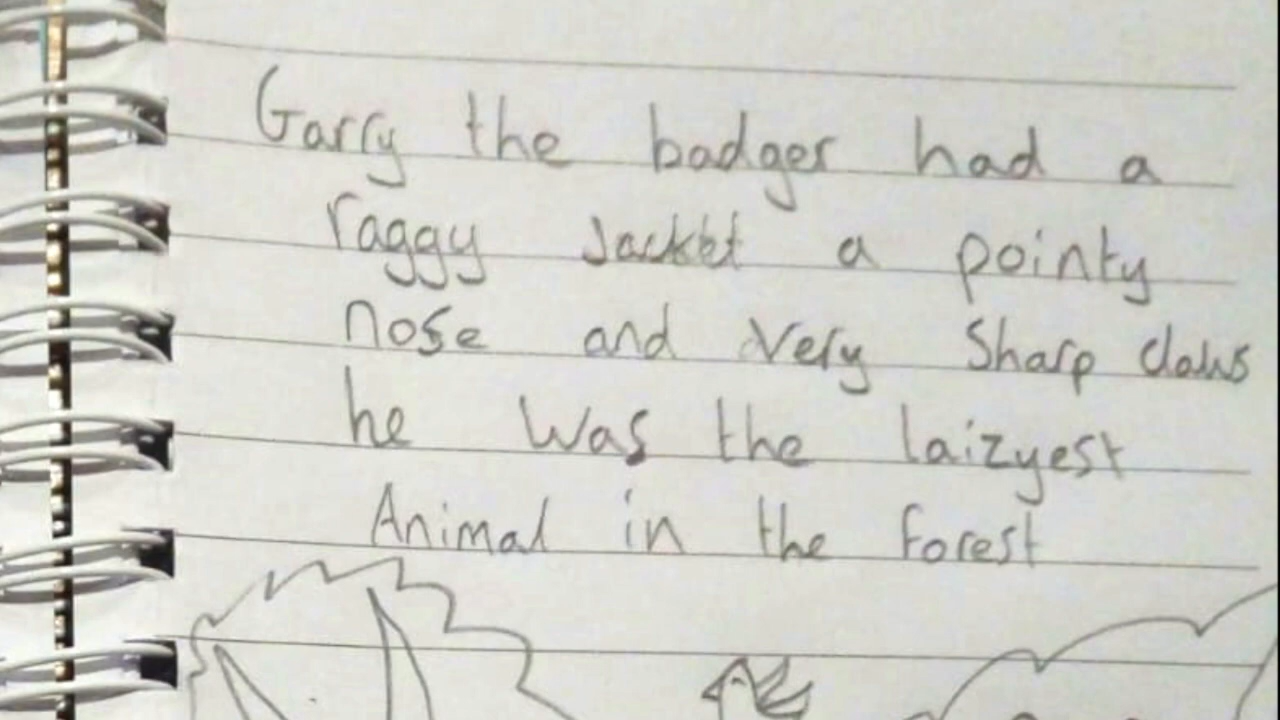 Garry the badger had a
raggy Jacket a pointy
nose and Very Sharp claws
he Was the laizyest
Animal in the forest